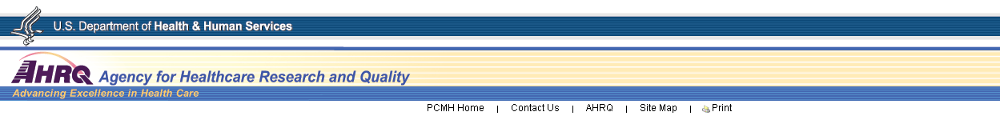 U.S. Department of Health & Human Services
AHRQ Agency for Healthcare Research and Quality
Advancing Excellence in Health Care
PCMH Home | Contact Us | AHRQ | Site Map | Print